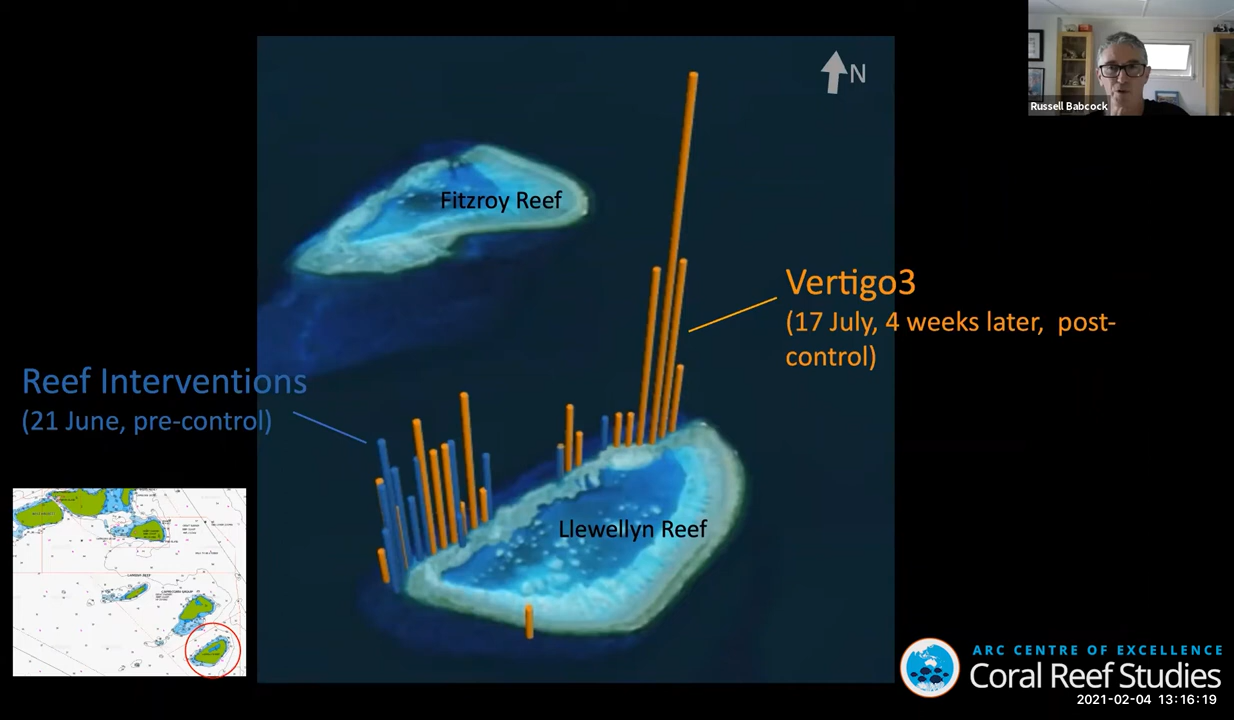 N
Russell Babcock
Fitzroy Reef
Vertigo3
(17 July, 4 weeks later, post-
control)
Reef Interventions
(21 June, pre-control)
Llewellyn Reef
ARC CENTRE OF EXCELLENCE
Coral Reef Studies
2021-02-04 13:16:19